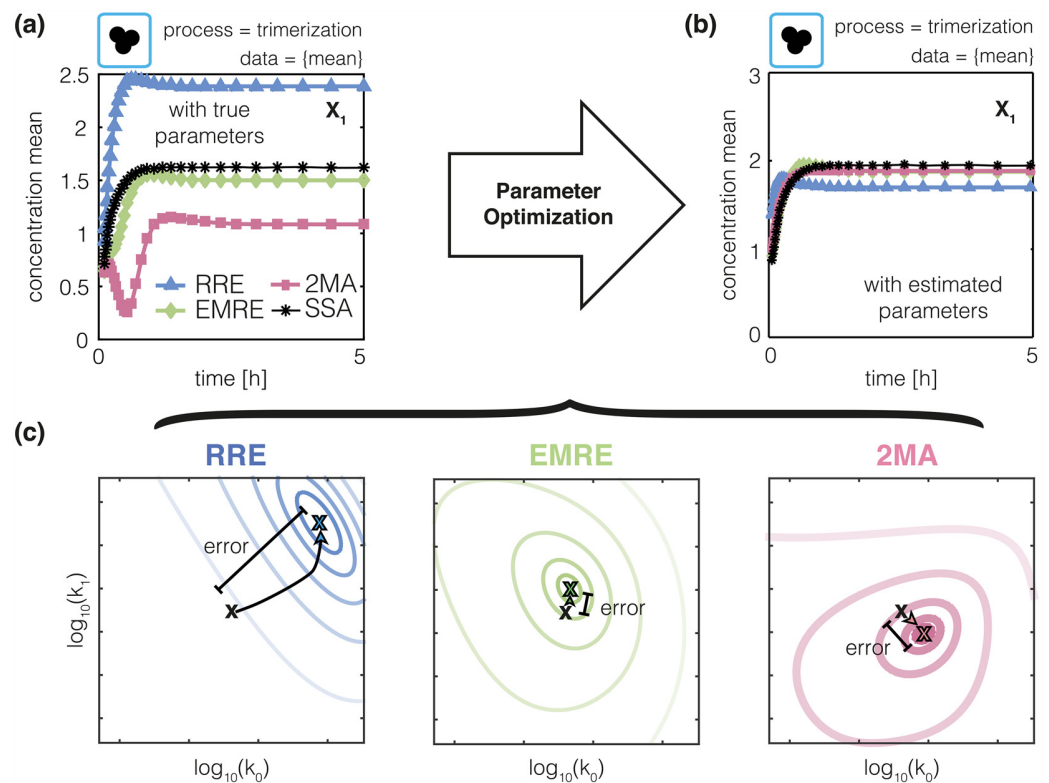 (a)
process = trimerization
data = {mean}
2.5
2
1.5
1
0.5
0
concentration mean
with true
parameters
X1
RRE
2MA
EMRE
SSA
0
5
time [h]
Parameter
Optimization
(b)
process = trimerization
data = {mean}
3
2
1
0
concentration mean
X1
with estimated
parameters
0
5
time [h]
(c)
RRE
EMRE
2MA
error
X
X
log10(k1)
log10(k0)
X
X
error
log10(k0)
X
X
error
log10(k0)